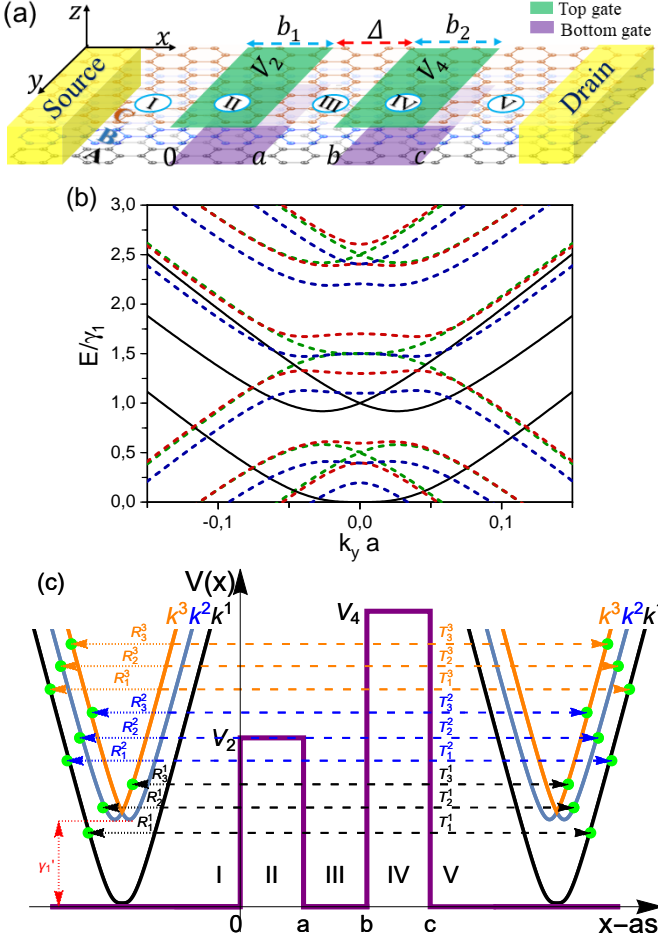 (a)
z
x
y
b₁
Δ
b₂
Top gate
Bottom gate
Source
V₂
V₄
Drain
I
II
III
IV
V
C
B
A
0
a
b
c
(b)
3,0
2,5
2,0
1,5
1,0
0,5
0,0
E/γ₁
-0,1
0,0
0,1
k_y a
(c)
V(x)
k³ k² k¹
V₄
k³ k² k¹
R³₃
T³₃
R³₂
T³₂
R³₁
T³₁
R²₃
T²₃
V₂
R²₂
T²₂
R²₁
T²₁
R¹₃
T¹₃
R¹₂
T¹₂
R¹₁
T¹₁
γ₁'
I
II
III
IV
V
0
a
b
c
x-as